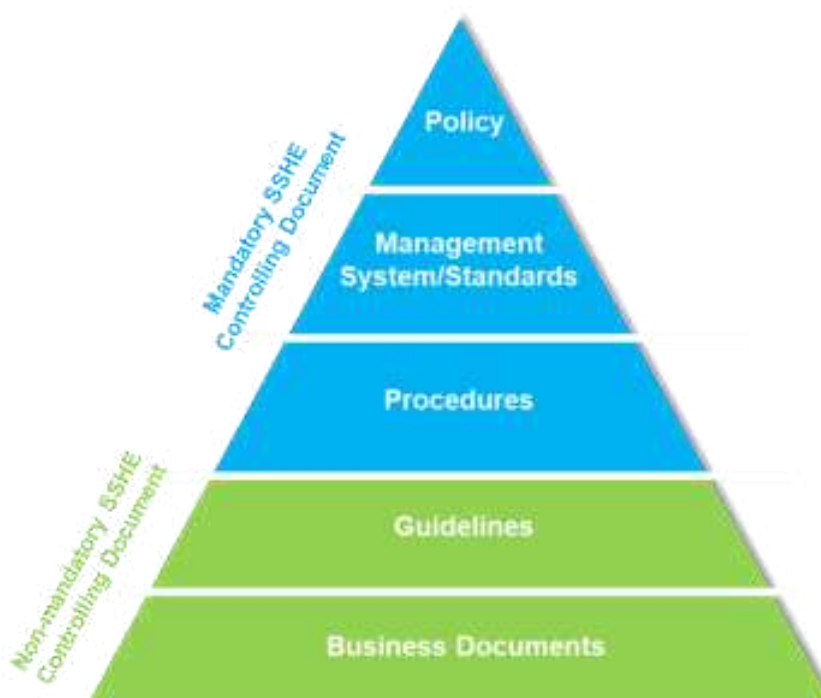 Policy
Mandatory SSHE
Controlling Document
Management
System/Standards
Procedures
Non-mandatory SSHE
Controlling Document
Guidelines
Business Documents